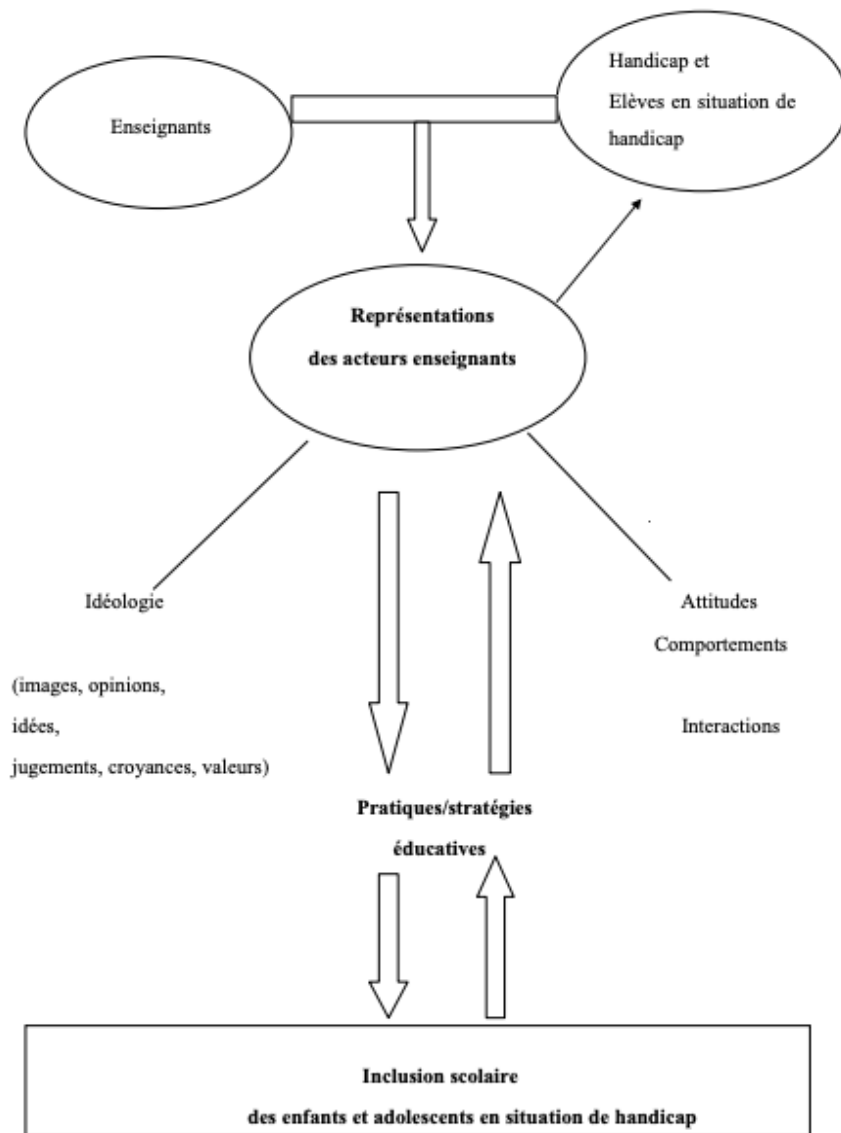 Handicap et
Elèves en situation de
handicap
Enseignants
Représentations
des acteurs enseignants
Idéologie
(images, opinions,
idées,
jugements, croyances, valeurs)
Attitudes
Comportements
Interactions
Pratiques/stratégies
éducatives
Inclusion scolaire
des enfants et adolescents en situation de handicap